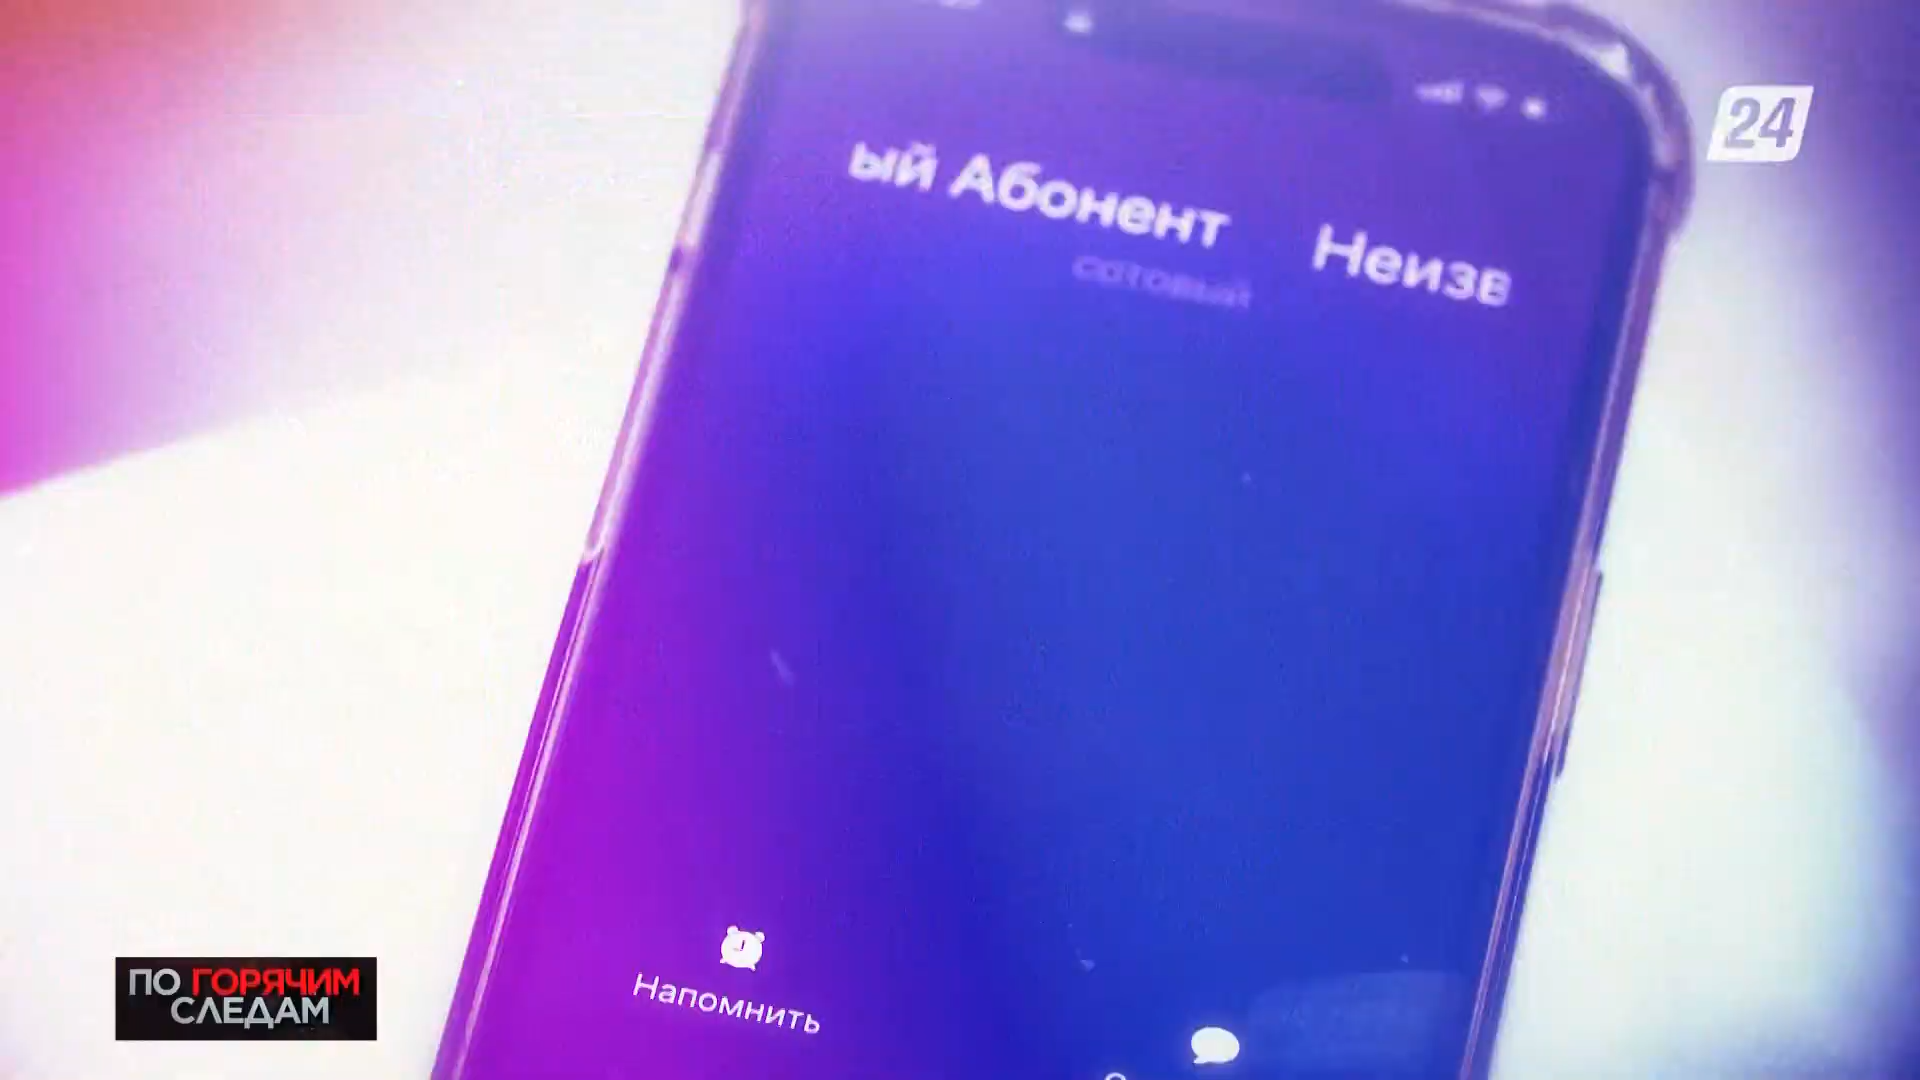 24
ый Абонент Неизв
сотовый
Напомнить
ПО ГОРЯЧИМ
СЛЕДАМ